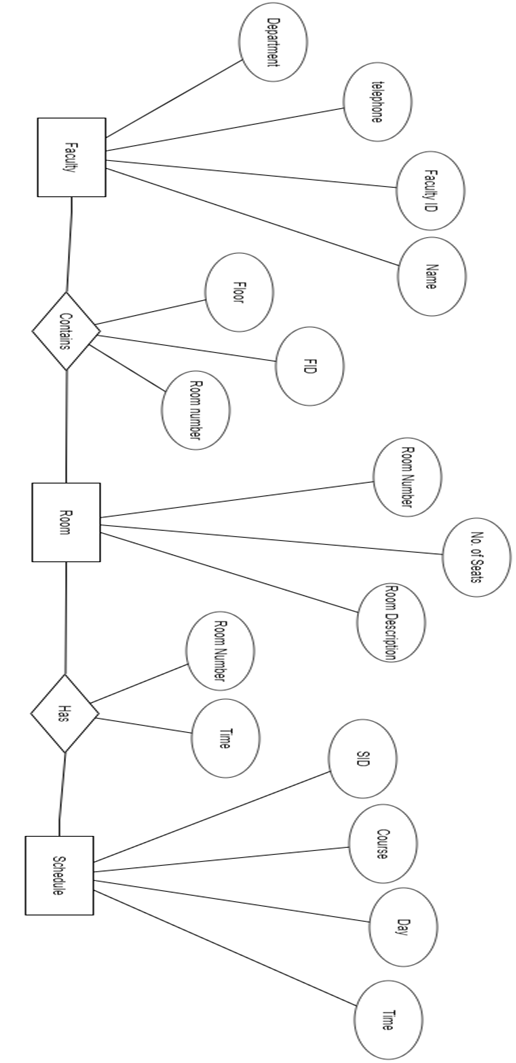 Department
telephone
Faculty ID
Name
Faculty
Floor
FID
Room number
Contains
Room Number
No. of Seats
Room Description
Room
Room Number
Time
Has
SID
Course
Day
Time
Schedule